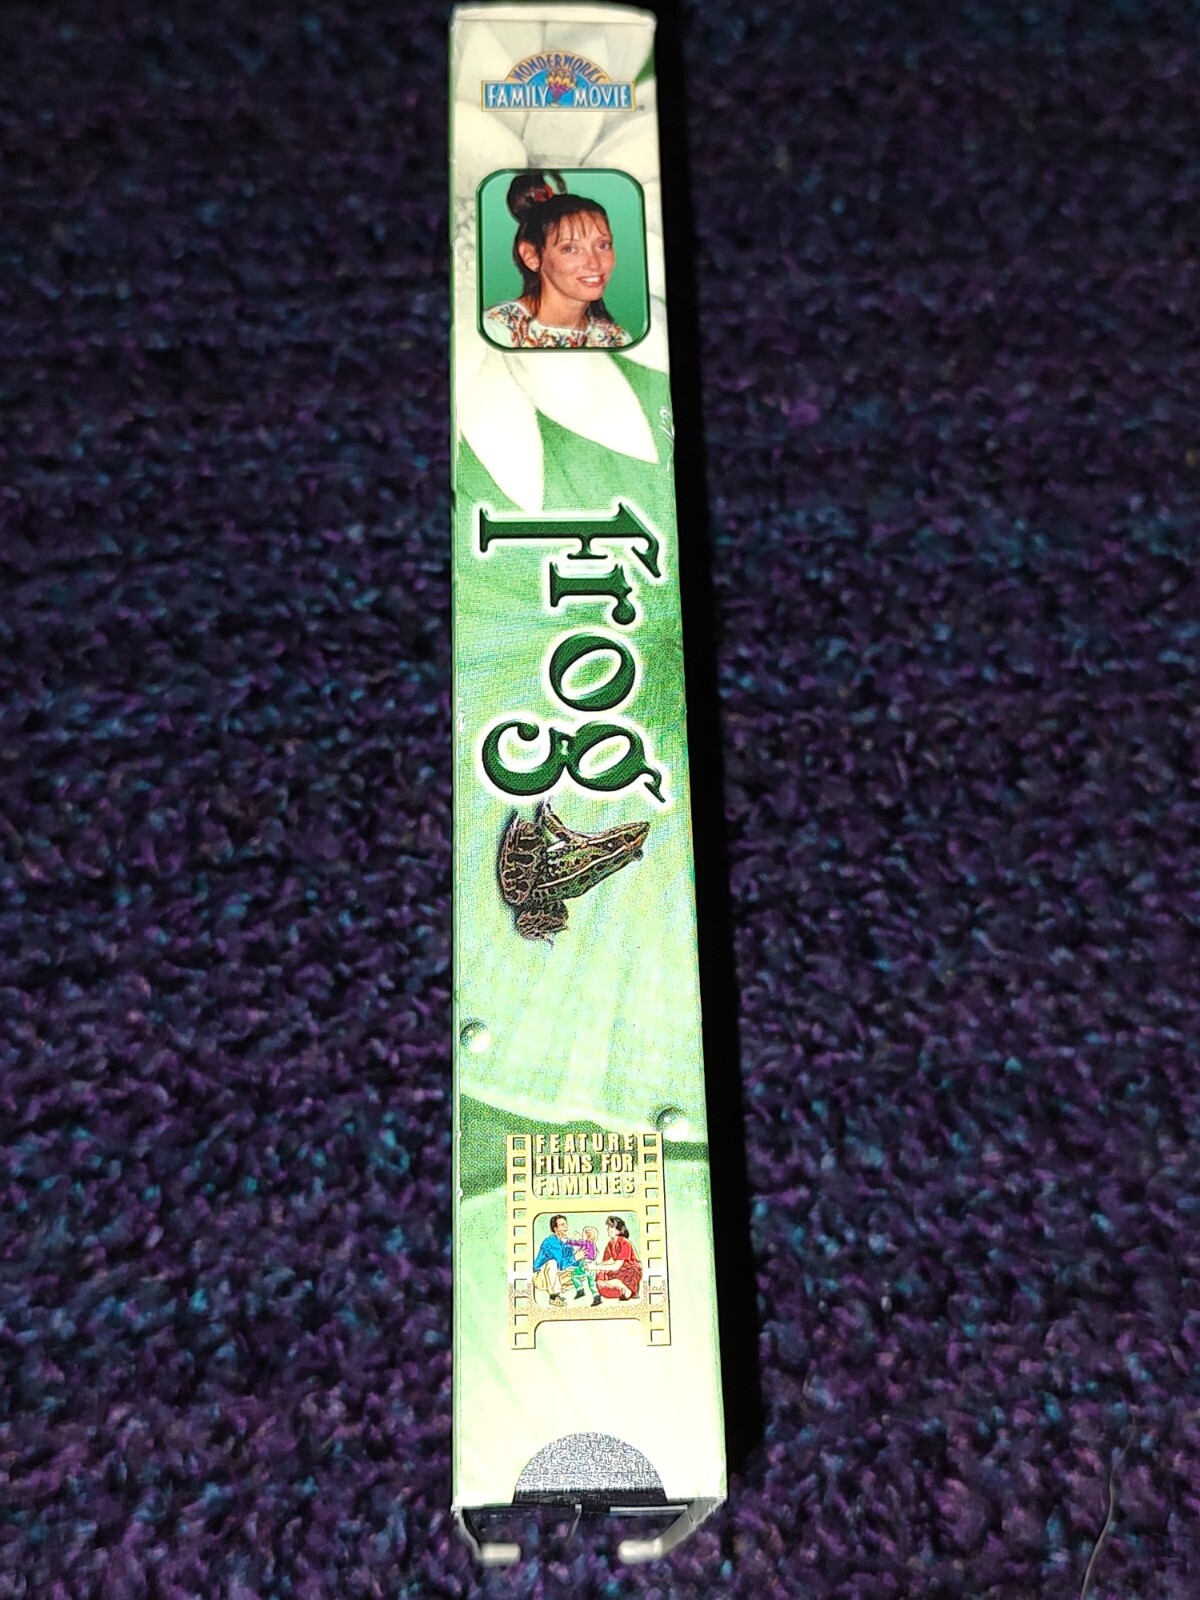 WONDERWORKS
FAMILY MOVIE
frog
FEATURE
FILMS FOR
FAMILIES